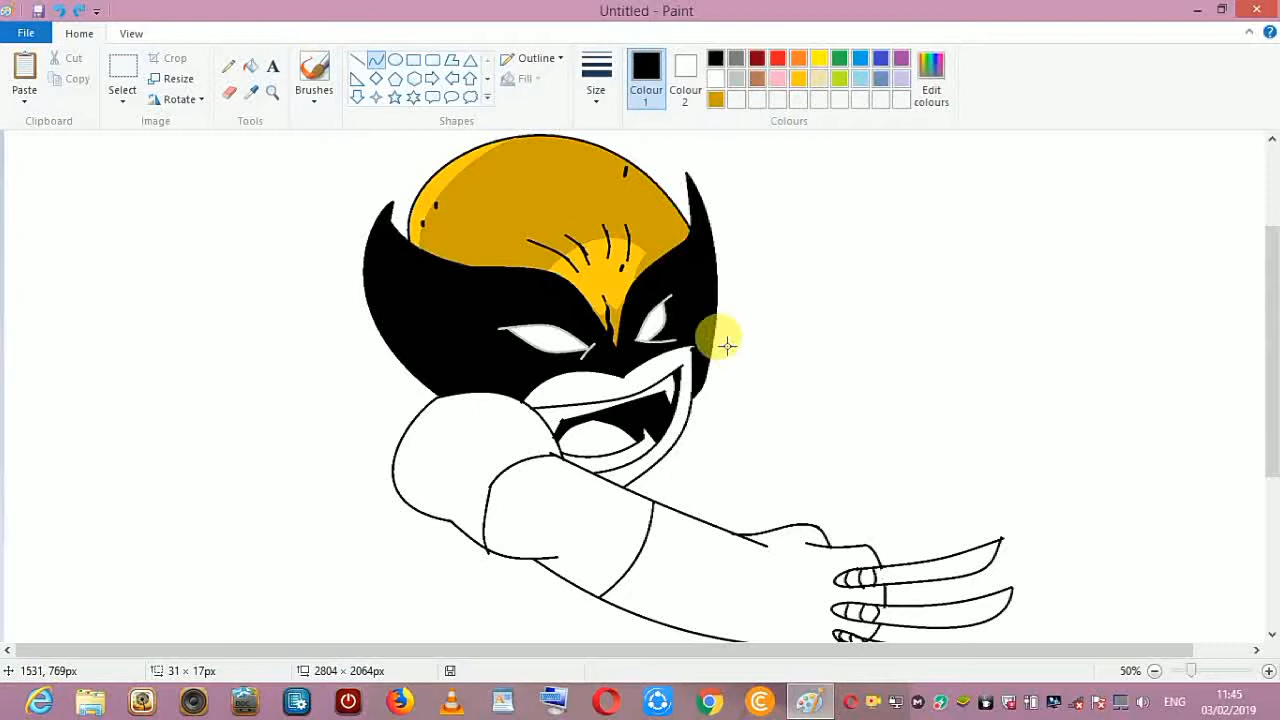 Untitled - Paint
File
Home
View
Paste
Cut
Copy
Clipboard
Select
Crop
Resize
Rotate
Image
A
Tools
Brushes
Outline
Fill
Shapes
Size
Colour 1
Colour 2
Edit colours
Colours
1531, 769px
31 × 17px
2804 × 2064px
50%
DOC
ENG
11:45
03/02/2019